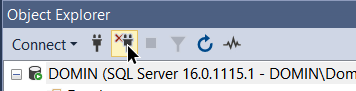 Object Explorer
Connect
DOMIN (SQL Server 16.0.1115.1 - DOMIN\Dom